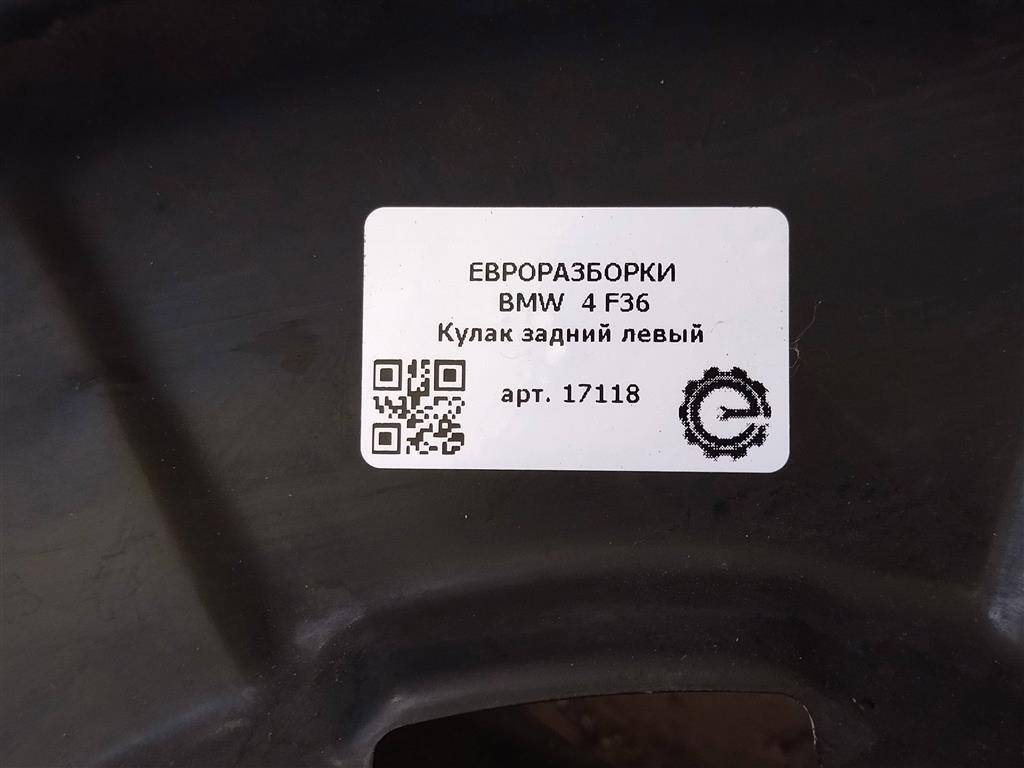 ЕВРОРАЗБОРКИ
BMW 4 F36
Кулак задний левый
арт. 17118